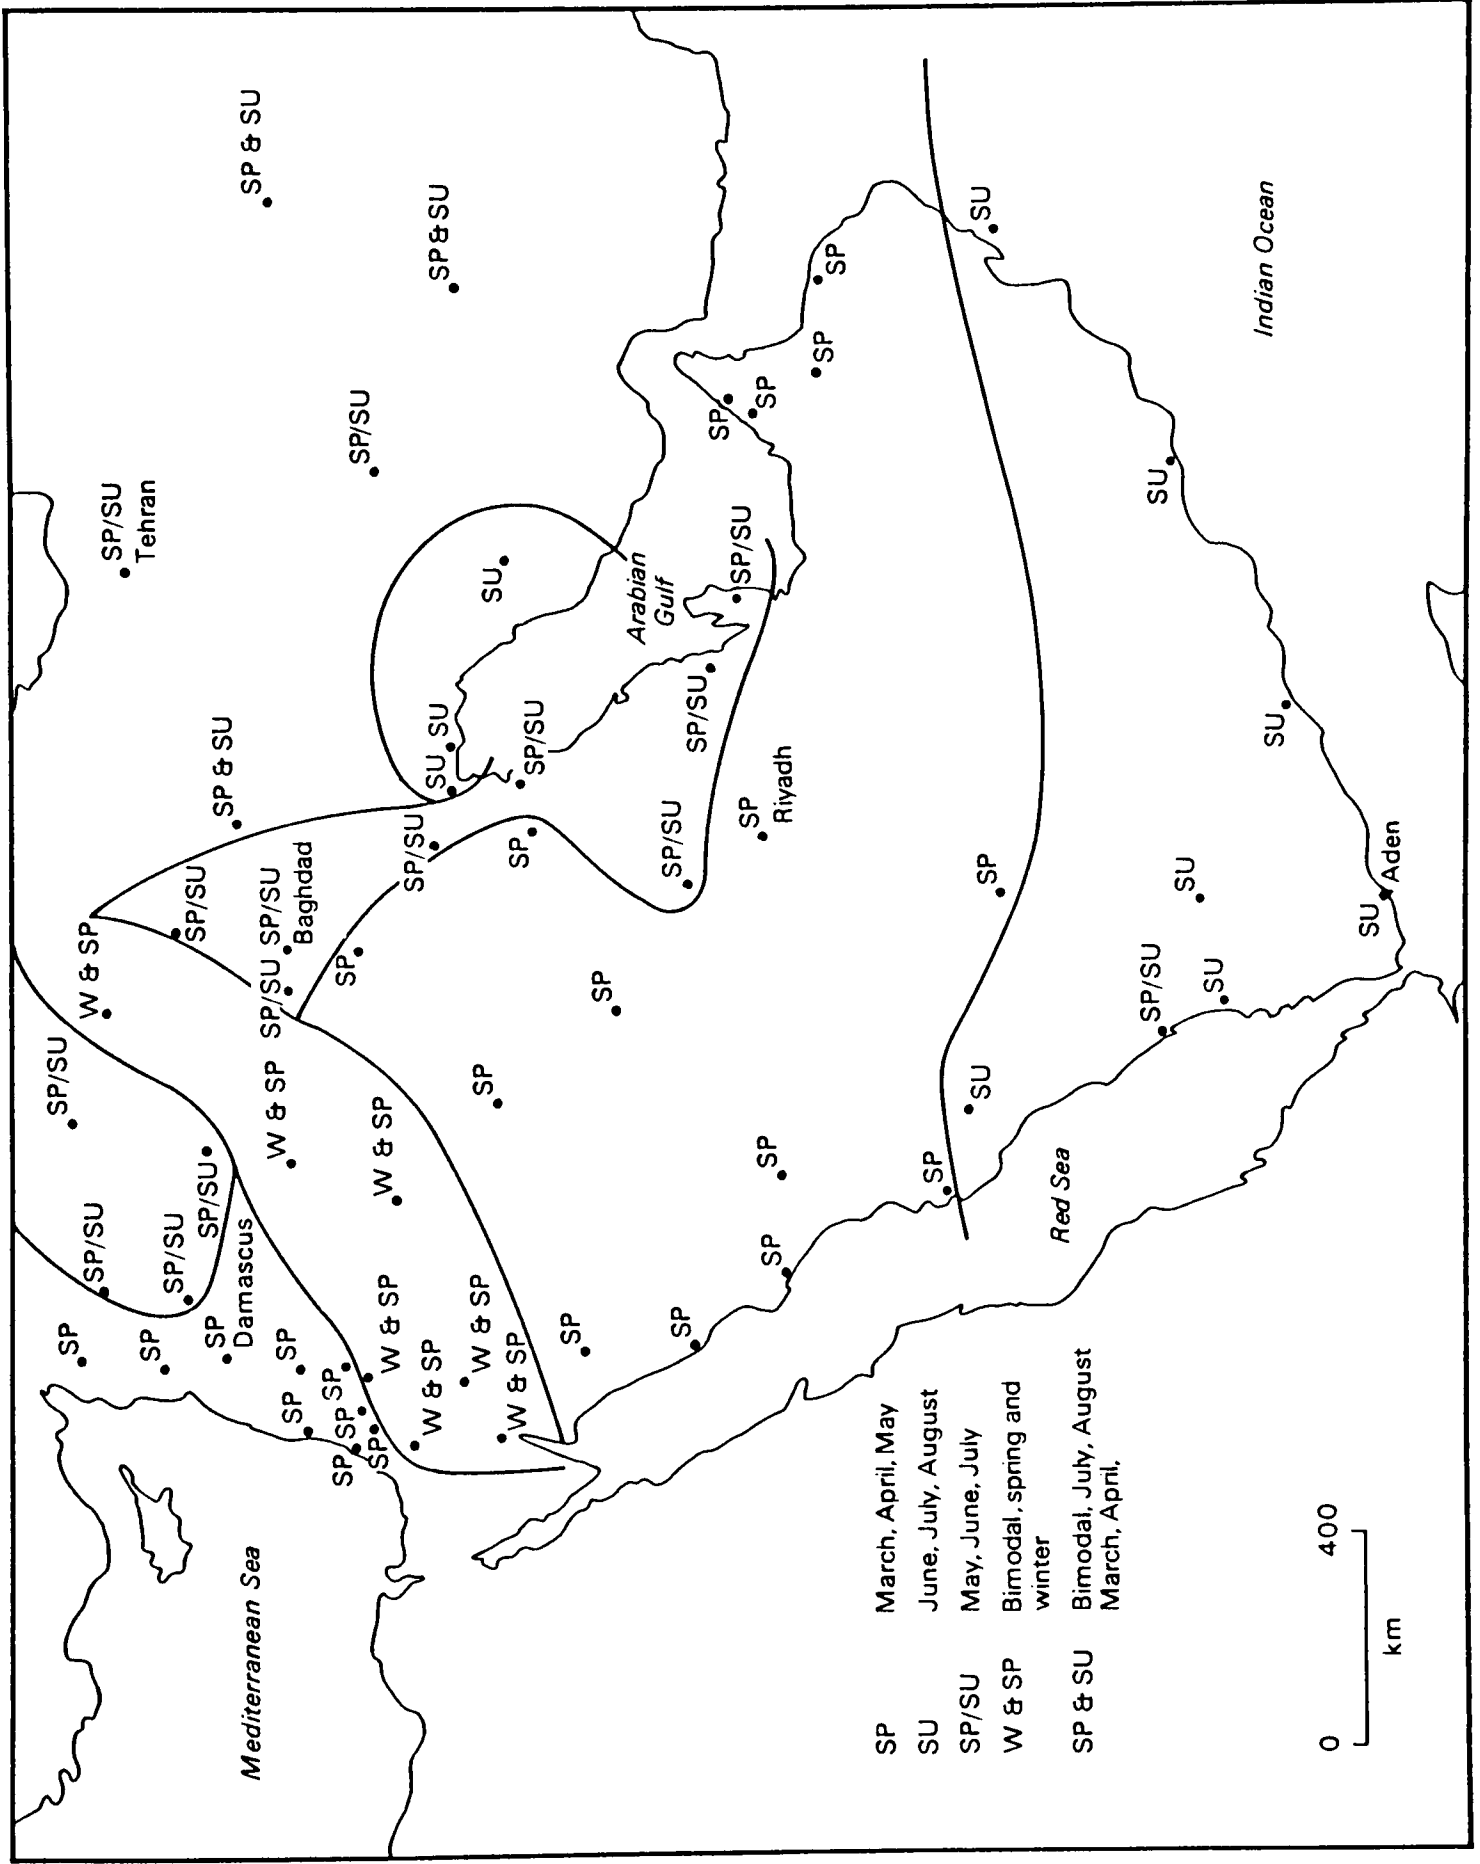 SP
SP/SU
SP/SU
W & SP
SP/SU
Tehran
SP
SP/SU
SP/SU
SP/SU
SP
Damascus
SP & SU
Mediterranean Sea
SP & SU
W & SP
SP/SU
SP/SU
Baghdad
SP
SP
SP
SP
SP
SP
SP
SP/SU
W & SP
W & SP
SP/SU
W & SP
SU
SU
SP & SU
W & SP
SP
SU
W & SP
SP
SP/SU
SP
SP
Arabian
Gulf
SP/SU
SP
SP/SU
SP
SP/SU
SP
Riyadh
SP
SP
SP
SP
SP
SP
SU
SU
SP
Red Sea
SP/SU
SU
SU
SU
Indian Ocean
SU
SU
Aden
SP March, April, May
SU June, July, August
SP/SU May, June, July
W & SP Bimodal, spring and
winter
SP & SU Bimodal, July, August
March, April,
0 400
km